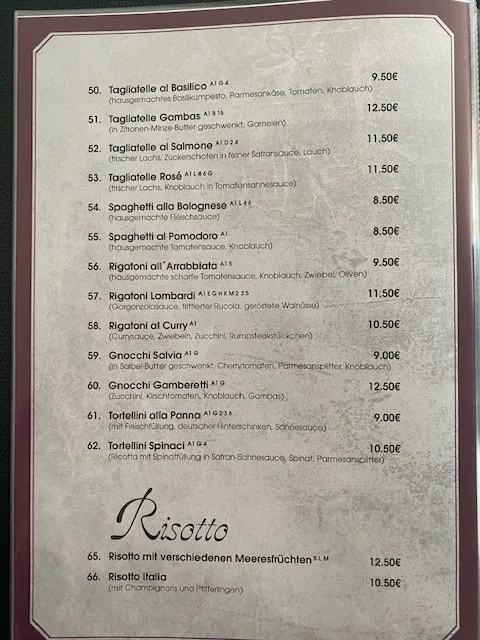 50. Tagliatelle al Basilico A1 G 4 9.50€
(hausgemachtes Basilikumpesto, Parmesankäse, Tomaten, Knoblauch)
51. Tagliatelle Gambas A1 B 15 12.50€
(in Zitronen-Minze-Butter geschwenkt, Garnelen)
52. Tagliatelle al Salmone A1 D 2 4 11.50€
(frischer Lachs, Zuckerschoten in feiner Safransauce, Lauch)
53. Tagliatelle Rosé A1 L 4 6 G 11.50€
(frischer Lachs, Knoblauch in Tomatensahnesauce)
54. Spaghetti alla Bolognese A1 L 4 6 8.50€
(hausgemachte Fleischsauce)
55. Spaghetti al Pomodoro A1 8.50€
(hausgemachte Tomatensauce, Knoblauch)
56. Rigatoni all´Arrabbiata A1 5 9.50€
(hausgemachte scharfe Tomatensauce, Knoblauch, Zwiebel, Oliven)
57. Rigatoni Lombardi A1 E G H K M 2 3 5 11.50€
(Gorgonzolasauce, frittierter Rucola, geröstete Walnüsse)
58. Rigatoni al Curry A1 10.50€
(Currysauce, Zwiebeln, Zucchini, Rumpsteakstückchen)
59. Gnocchi Salvia A1 G 9.00€
(in Salbei-Butter geschwenkt, Cherrytomaten, Parmesansplitter, Knoblauch)
60. Gnocchi Gamberetti A1 G 12.50€
(Zucchini, Kirschtomaten, Knoblauch, Gambas)
61. Tortellini alla Panna A1 G 2 3 6 9.00€
(mit Fleischfüllung, deutscher Hinterschinken, Sahnesauce)
62. Tortellini Spinaci A1 G 4 10.50€
(Ricotta mit Spinatfüllung in Safran-Sahnesauce, Spinat, Parmesansplitter)
Risotto
65. Risotto mit verschiedenen Meeresfrüchten B L M 12.50€
66. Risotto Italia 10.50€
(mit Champignons und Pfifferlingen)